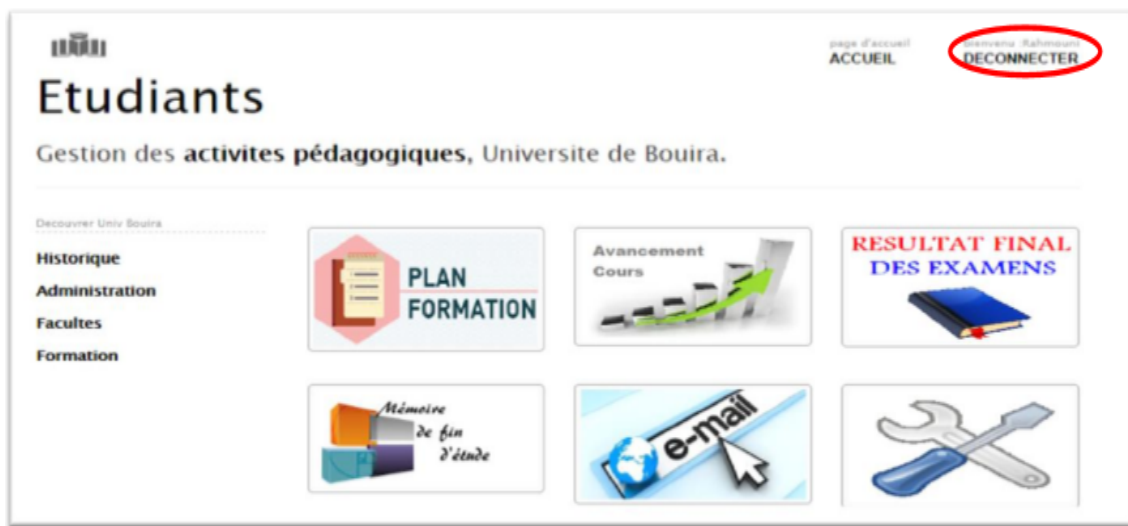 page d'accueil
ACCUEIL
bienvenu :Rahmouni
DECONNECTER
Etudiants
Gestion des activites pédagogiques, Universite de Bouira.
Decouvrer Univ Bouira
Historique
Administration
Facultes
Formation
PLAN
FORMATION
Avancement
Cours
RESULTAT FINAL
DES EXAMENS
Mémoire
de fin
d'étude
e-mail